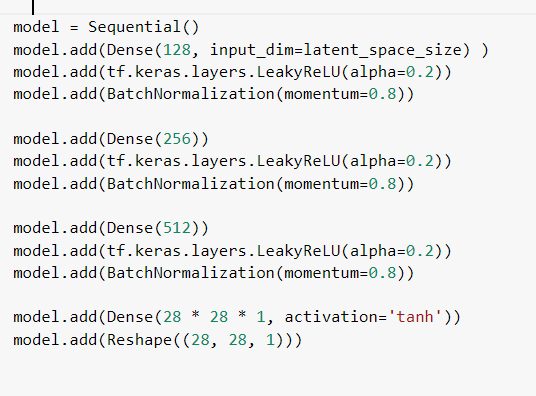 model = Sequential()
model.add(Dense(128, input_dim=latent_space_size) )
model.add(tf.keras.layers.LeakyReLU(alpha=0.2))
model.add(BatchNormalization(momentum=0.8))
model.add(Dense(256))
model.add(tf.keras.layers.LeakyReLU(alpha=0.2))
model.add(BatchNormalization(momentum=0.8))
model.add(Dense(512))
model.add(tf.keras.layers.LeakyReLU(alpha=0.2))
model.add(BatchNormalization(momentum=0.8))
model.add(Dense(28 * 28 * 1, activation='tanh'))
model.add(Reshape((28, 28, 1)))